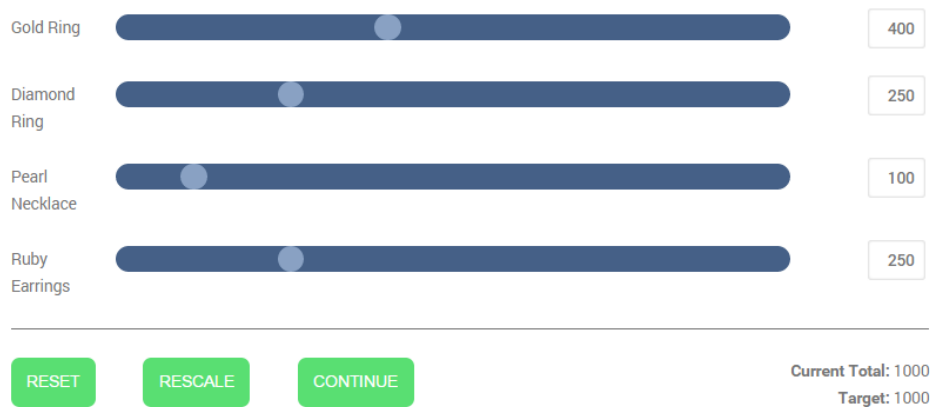 Gold Ring 400
Diamond 250
Ring
Pearl 100
Necklace
Ruby 250
Earrings
RESET RESCALE CONTINUE Current Total: 1000
Target: 1000